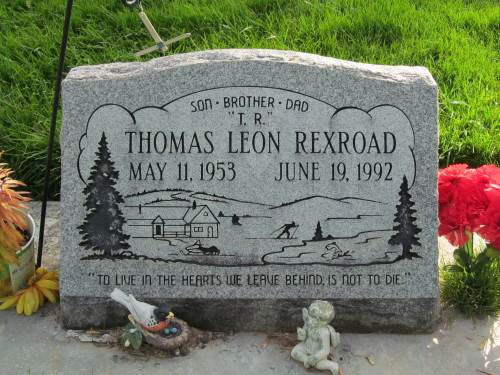 SON · BROTHER · DAD
"T. R."
THOMAS LEON REXROAD
MAY 11, 1953 JUNE 19, 1992
"TO LIVE IN THE HEARTS WE LEAVE BEHIND, IS NOT TO DIE."